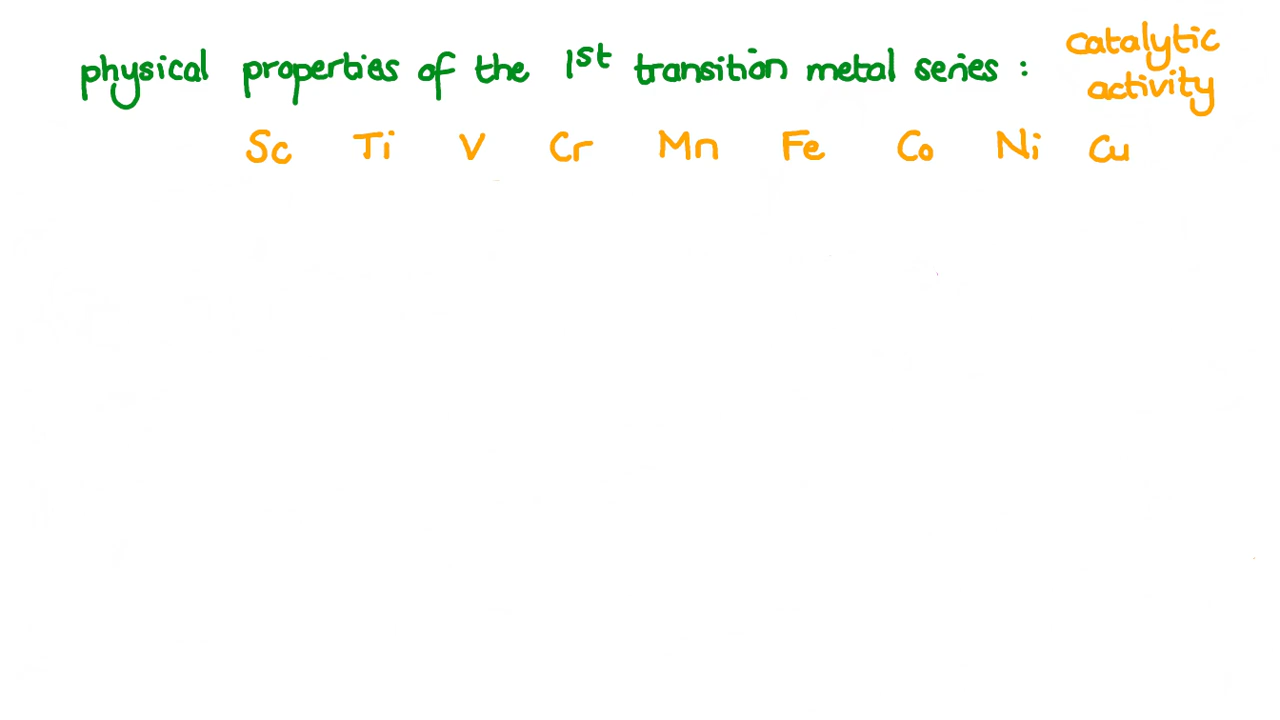 physical properties of the 1st transition metal series : catalytic activity
Sc Ti V Cr Mn Fe Co Ni Cu